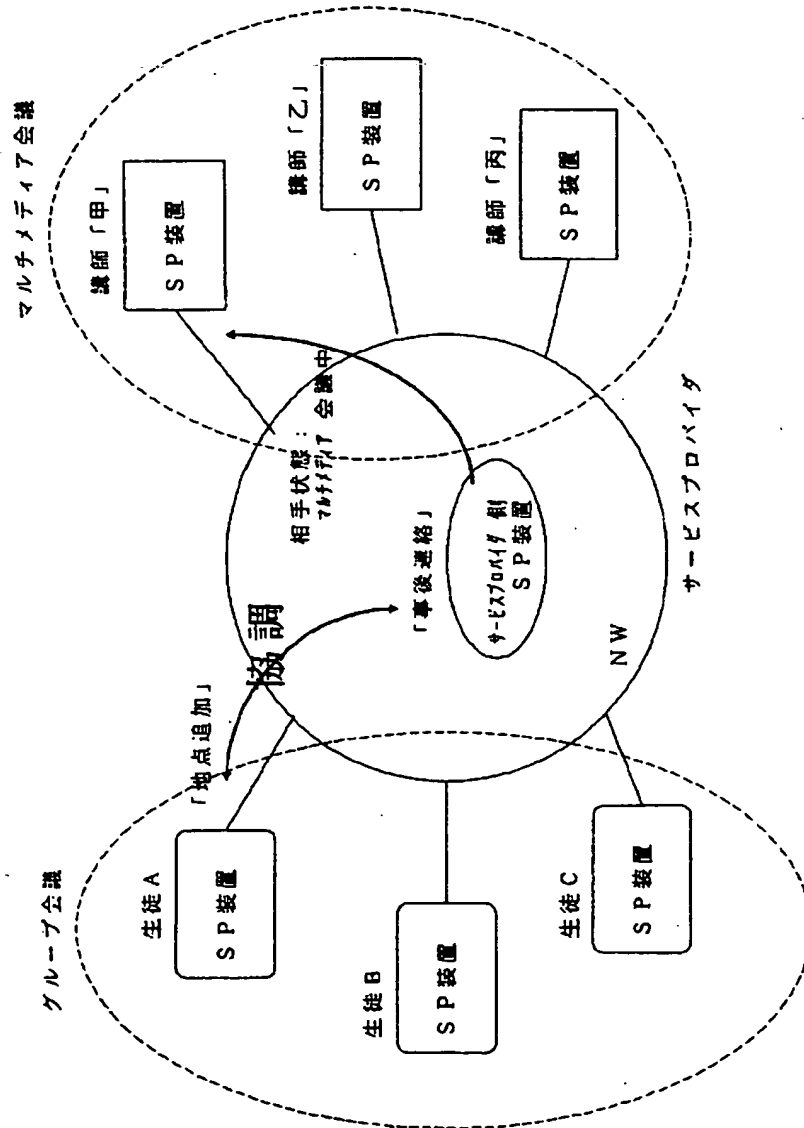 グループ会議
生徒A
SP装置
生徒B
SP装置
生徒C
SP装置
「地点追加」
協調
「事後連絡」
相手状態：
マルチメディア 会議中
サービスプロバイダ 側
SP装置
NW
サービスプロバイダ
マルチメディア会議
講師「甲」
SP装置
講師「乙」
SP装置
講師「丙」
SP装置